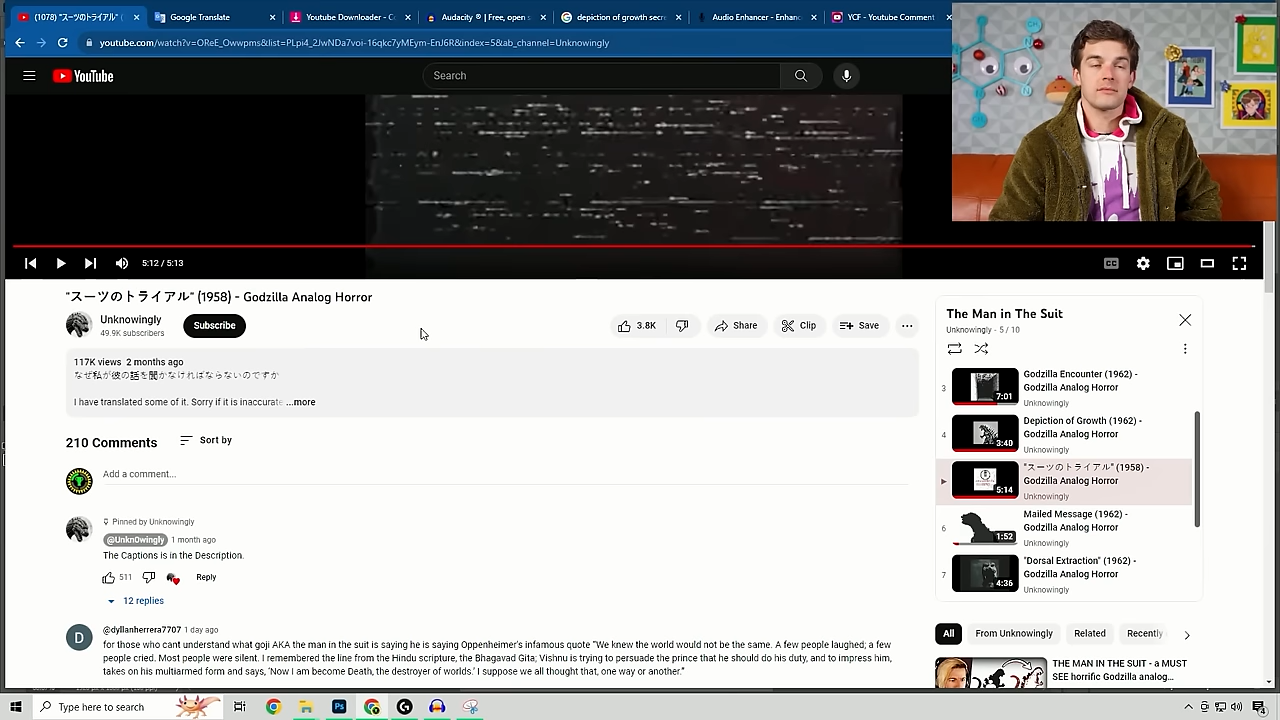 (1078) "スーツのトライアル"
Google Translate
Youtube Downloader - C
Audacity ® | Free, open s
depiction of growth secre
Audio Enhancer - Enhanc
YCF - Youtube Comment
youtube.com/watch?v=OReE_Owwpms&list=PLpi4_2JwNDa7voi-16qkc7yMEym-EnJ6R&index=5&ab_channel=Unknowingly
YouTube
Search
5:12 / 5:13
CC
"スーツのトライアル" (1958) - Godzilla Analog Horror
Unknowingly
49.9K subscribers
Subscribe
3.8K
Share
Clip
Save
117K views 2 months ago
なぜ私が彼の話を聞かなければならないのですか
I have translated some of it. Sorry if it is inaccurate ...more
210 Comments
Sort by
Add a comment...
Pinned by Unknowingly
@Unkn0wingly 1 month ago
The Captions is in the Description.
511
Reply
12 replies
D
@dyllanherrera7707 1 day ago
for those who cant understand what goji AKA the man in the suit is saying he is saying Oppenheimer's infamous quote "We knew the world would not be the same. A few people laughed; a few
people cried. Most people were silent. I remembered the line from the Hindu scripture, the Bhagavad Gita; Vishnu is trying to persuade the prince that he should do his duty, and to impress him,
takes on his multiarmed form and says, 'Now I am become Death, the destroyer of worlds.' I suppose we all thought that, one way or another."
The Man in The Suit
Unknowingly - 5 / 10
3
7:01
Godzilla Encounter (1962) -
Godzilla Analog Horror
Unknowingly
4
3:40
Depiction of Growth (1962) -
Godzilla Analog Horror
Unknowingly
5:14
"スーツのトライアル" (1958) -
Godzilla Analog Horror
Unknowingly
6
1:52
Mailed Message (1962) -
Godzilla Analog Horror
Unknowingly
7
4:36
"Dorsal Extraction" (1962) -
Godzilla Analog Horror
Unknowingly
All
From Unknowingly
Related
Recently
THE MAN IN THE SUIT - a MUST
SEE horrific Godzilla analog...
Type here to search
Ps
4